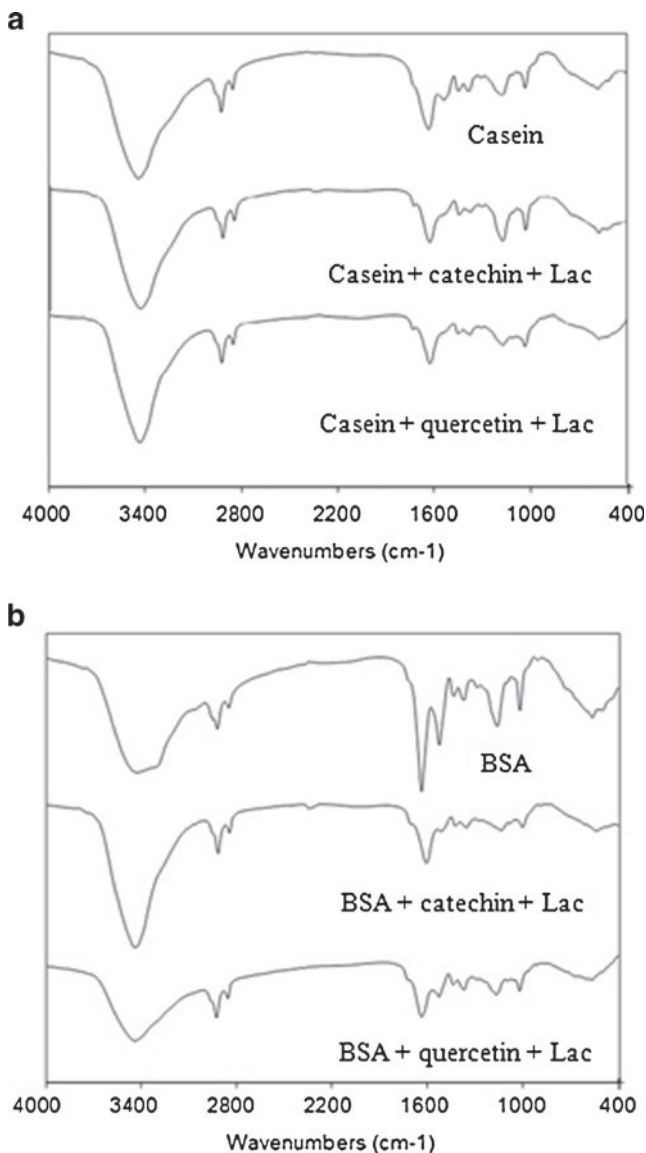 a
Casein
Casein + catechin + Lac
Casein + quercetin + Lac
4000 3400 2800 2200 1600 1000 400
Wavenumbers (cm-1)
b
BSA
BSA + catechin + Lac
BSA + quercetin + Lac
4000 3400 2800 2200 1600 1000 400
Wavenumbers (cm-1)